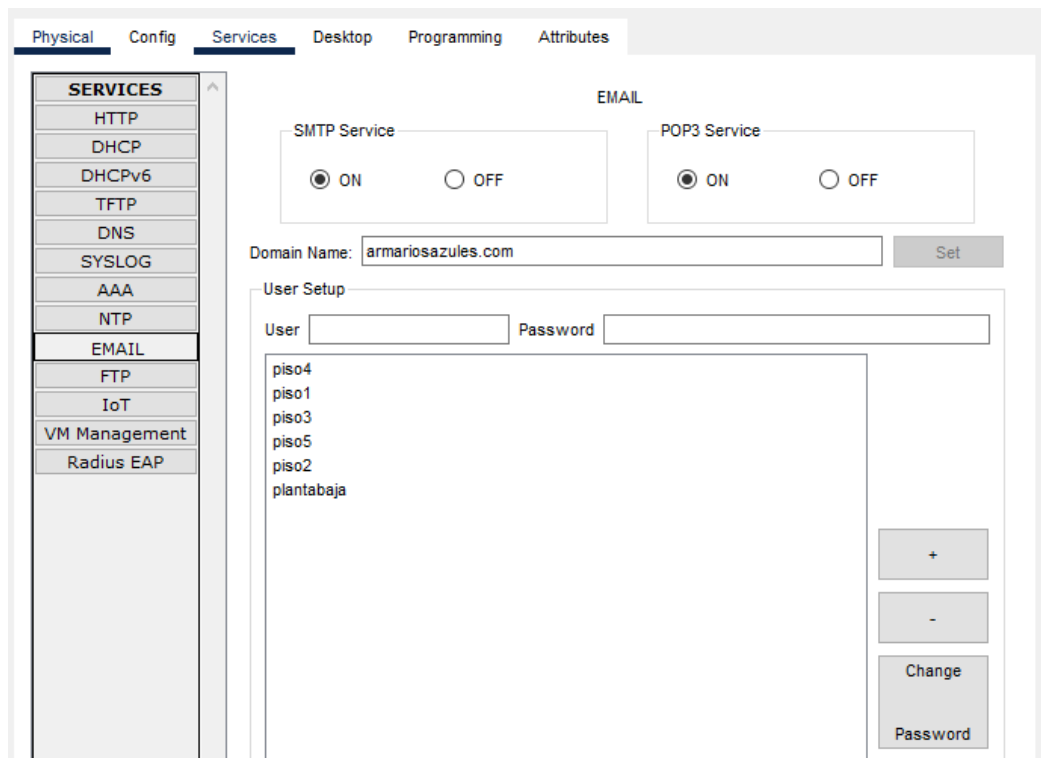 Physical Config Services Desktop Programming Attributes
SERVICES
HTTP
DHCP
DHCPv6
TFTP
DNS
SYSLOG
AAA
NTP
EMAIL
FTP
IoT
VM Management
Radius EAP
EMAIL
SMTP Service
ON OFF
POP3 Service
ON OFF
Domain Name: armariosazules.com Set
User Setup
User Password
piso4
piso1
piso3
piso5
piso2
plantabaja
+
-
Change
Password